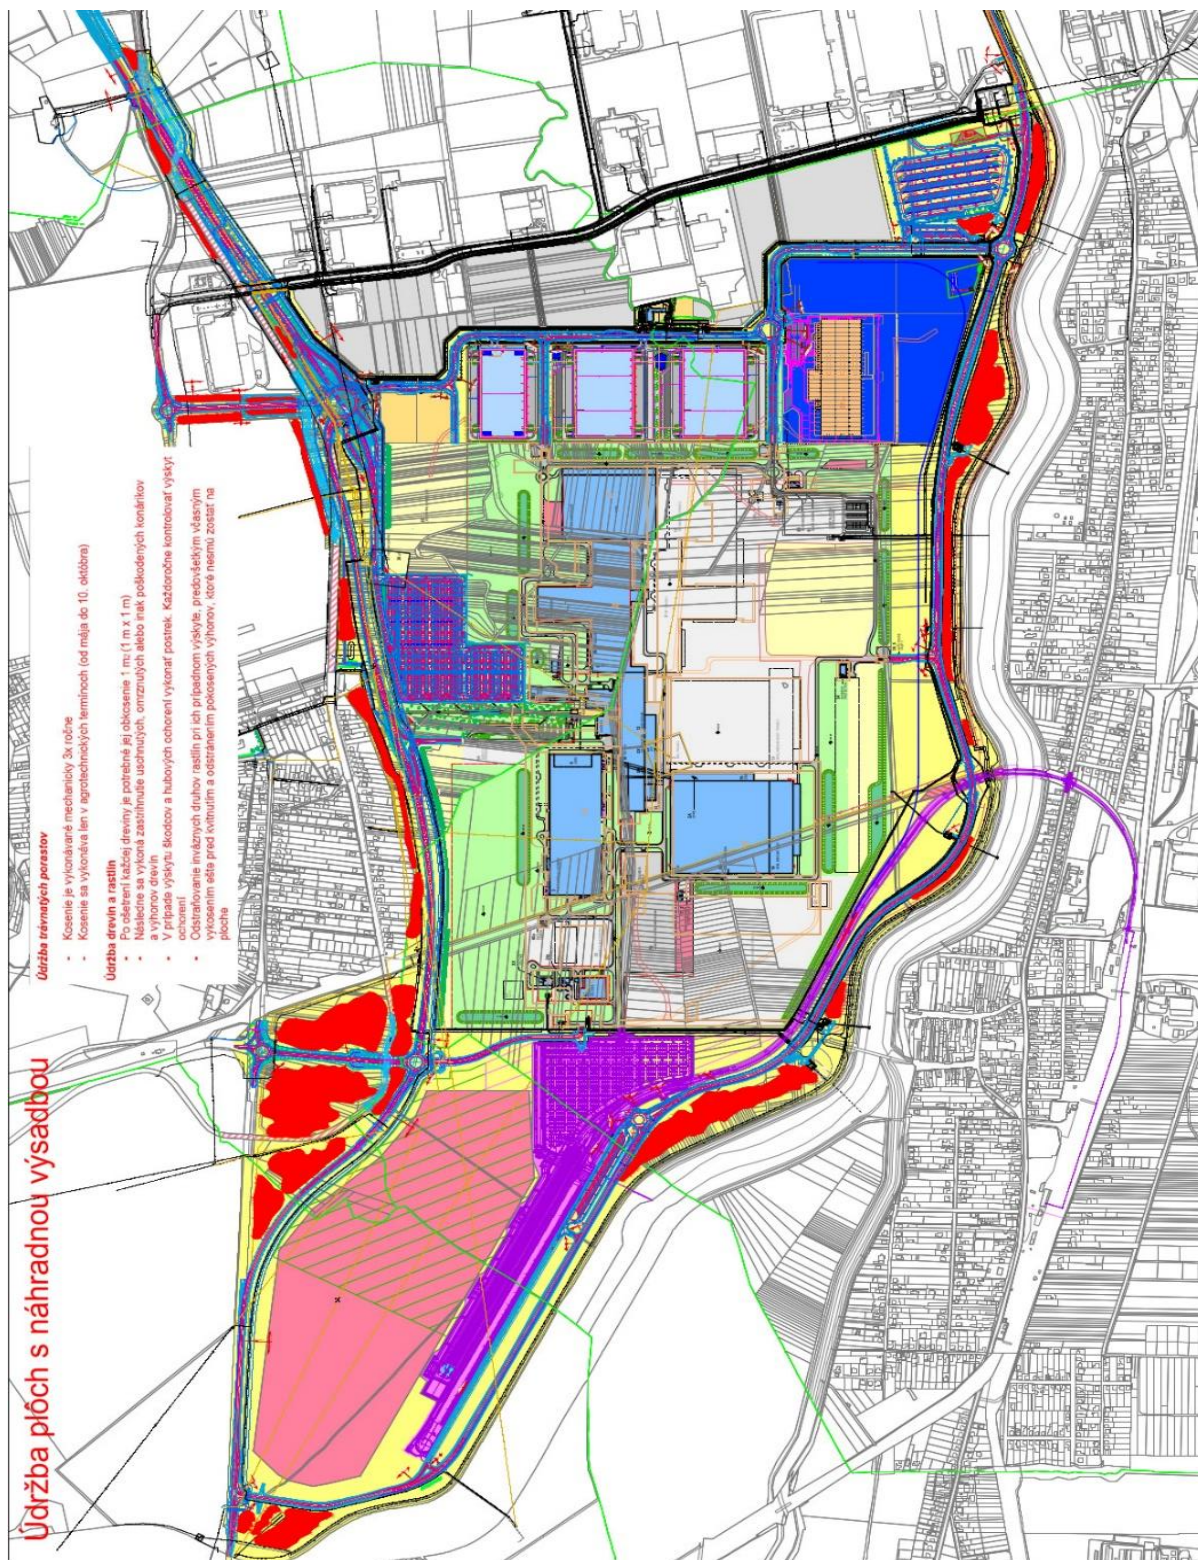 Údržba plôch s náhradnou výsadbou
Údržba trávnatých porastov
- Kosenie je vykonávané mechanicky 3x ročne
- Kosenie sa vykonáva len v agrotechnických termínoch (od mája do 10. októbra)
Údržba drevín a rastlín
• Po ošetrení každej dreviny je potrebné jej obkosenie 1 m2 (1 m x 1 m)
• Následne sa vykoná zastrihnutie uschnutých, omrznutých alebo inak poškodených konárikov
a výhonov drevín
• V prípade výskytu škodcov a hubových ochorení vykonať postrek. Každoročne kontrolovať výskyt
ochorení
• Odstraňovanie inváznych druhov rastlín pri ich prípadnom výskyte, predovšetkým včasným
vykosením ešte pred kvitnutím a odstránením pokosených výhonov, ktoré nesmú zostať na
ploche